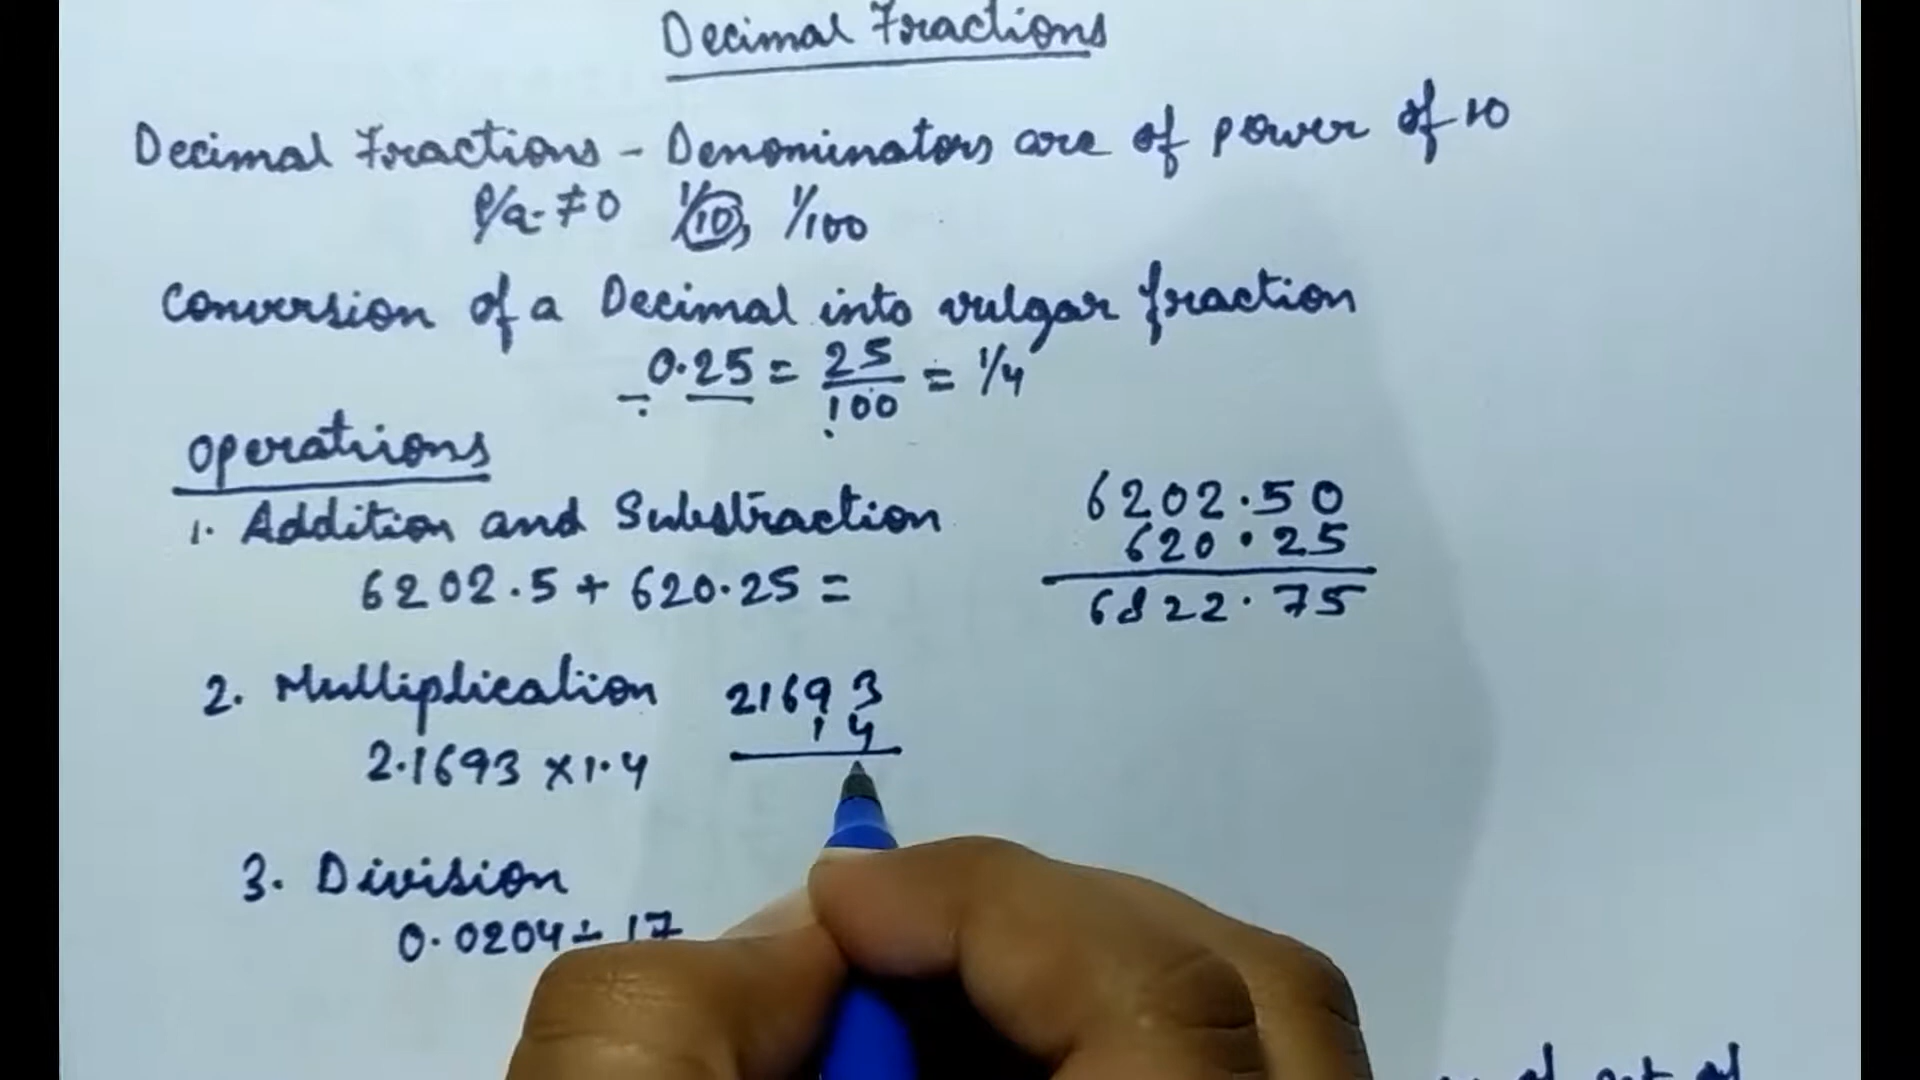 Decimal Fractions
Decimal Fractions - Denominators are of power of 10
P/q. ≠ 0 1/10, 1/100
Conversion of a Decimal into vulgar fraction
0.25 = 25/100 = 1/4
Operatiions
1. Addition and Substraction
6202.5 + 620.25 =
6202.50
620.25
6822.75
2. Multiplication
2.1693 x 1.4
21693
14
3. Division
0.0204 ÷ 17
of